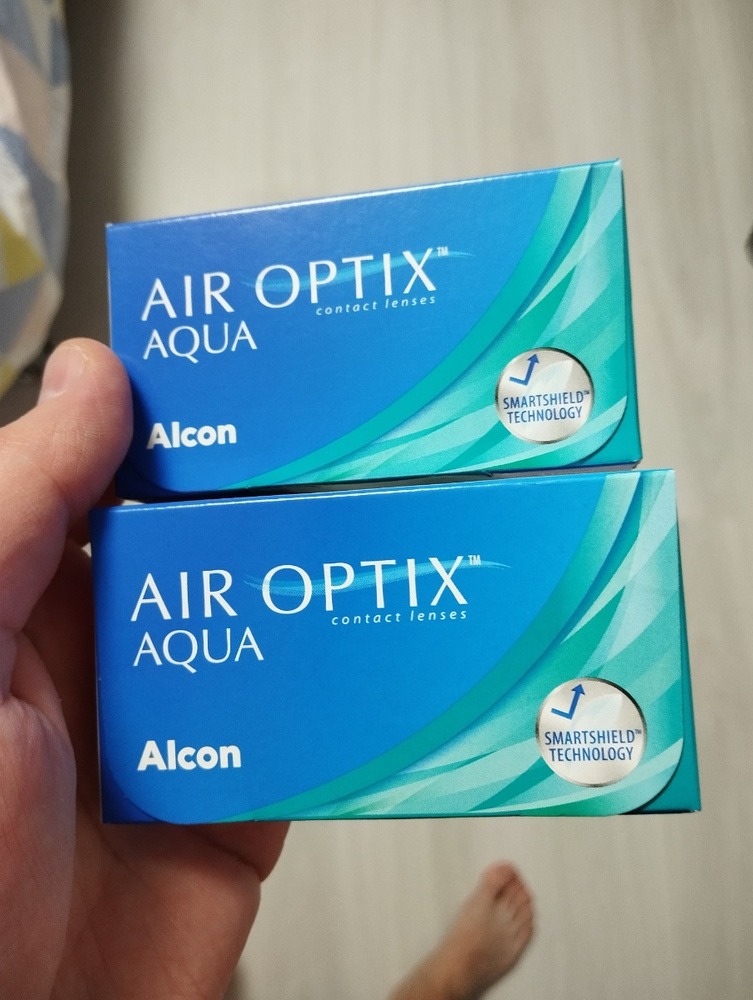 AIR OPTIX™
contact lenses
AQUA
Alcon
SMARTSHIELD™
TECHNOLOGY
AIR OPTIX™
contact lenses
AQUA
Alcon
SMARTSHIELD™
TECHNOLOGY